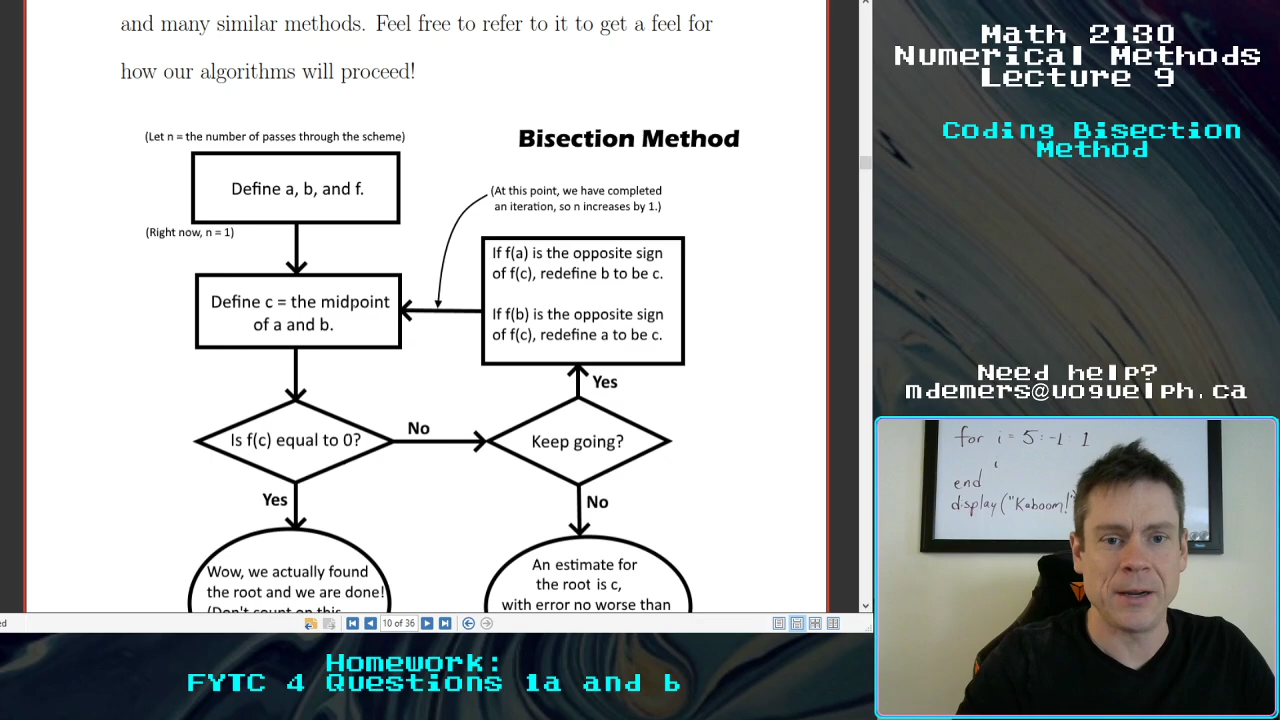 and many similar methods. Feel free to refer to it to get a feel for
how our algorithms will proceed!
(Let n = the number of passes through the scheme)
Bisection Method
Define a, b, and f.
(At this point, we have completed
an iteration, so n increases by 1.)
(Right now, n = 1)
If f(a) is the opposite sign
of f(c), redefine b to be c.
If f(b) is the opposite sign
of f(c), redefine a to be c.
Define c = the midpoint
of a and b.
Yes
Is f(c) equal to 0?
No
Keep going?
Yes
No
Wow, we actually found
the root and we are done!
(Don't count on this
An estimate for
the root is c,
with error no worse than
10 of 36
Math 2130
Numerical Methods
Lecture 9
Coding Bisection
Method
Need help?
mdemers@uoguelph.ca
for i = 5 : -1 : 1
i
end
display("Kaboom!")
Homework:
FYTC 4 Questions 1a and b